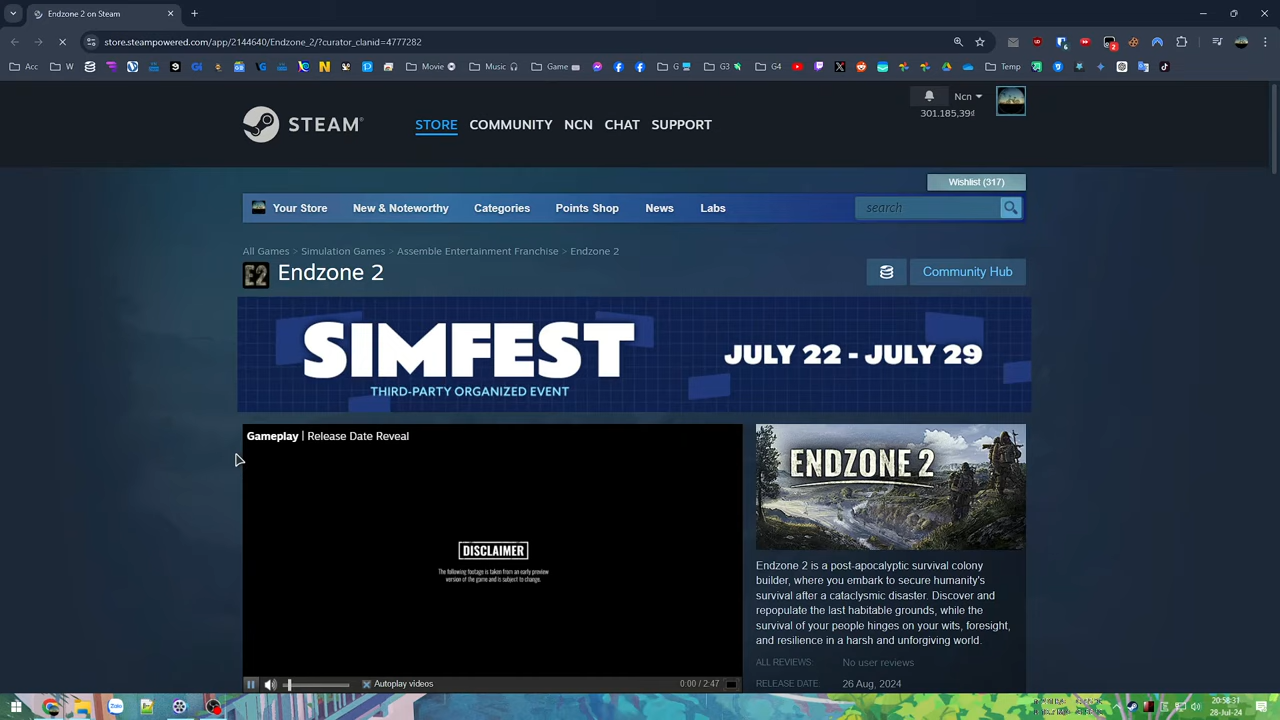 Endzone 2 on Steam
store.steampowered.com/app/2144640/Endzone_2/?curator_clanid=4777282
Acc
W
Movie
Music
Game
G3
G4
Temp
STEAM
STORE
COMMUNITY
NCN
CHAT
SUPPORT
Ncn
301.185,39₫
Wishlist (317)
Your Store
New & Noteworthy
Categories
Points Shop
News
Labs
search
All Games > Simulation Games > Assemble Entertainment Franchise > Endzone 2
E2
Endzone 2
Community Hub
SIMFEST
THIRD-PARTY ORGANIZED EVENT
JULY 22 - JULY 29
Gameplay | Release Date Reveal
DISCLAIMER
The following footage is taken from an early preview
version of the game and is subject to change.
Autoplay videos
0:00 / 2:47
ENDZONE 2
Endzone 2 is a post-apocalyptic survival colony
builder, where you embark to secure humanity's
survival after a cataclysmic disaster. Discover and
repopulate the last habitable grounds, while the
survival of your people hinges on your wits, foresight,
and resilience in a harsh and unforgiving world.
ALL REVIEWS:
No user reviews
RELEASE DATE:
26 Aug, 2024
Zalo
20:58:31
28-Jul-24